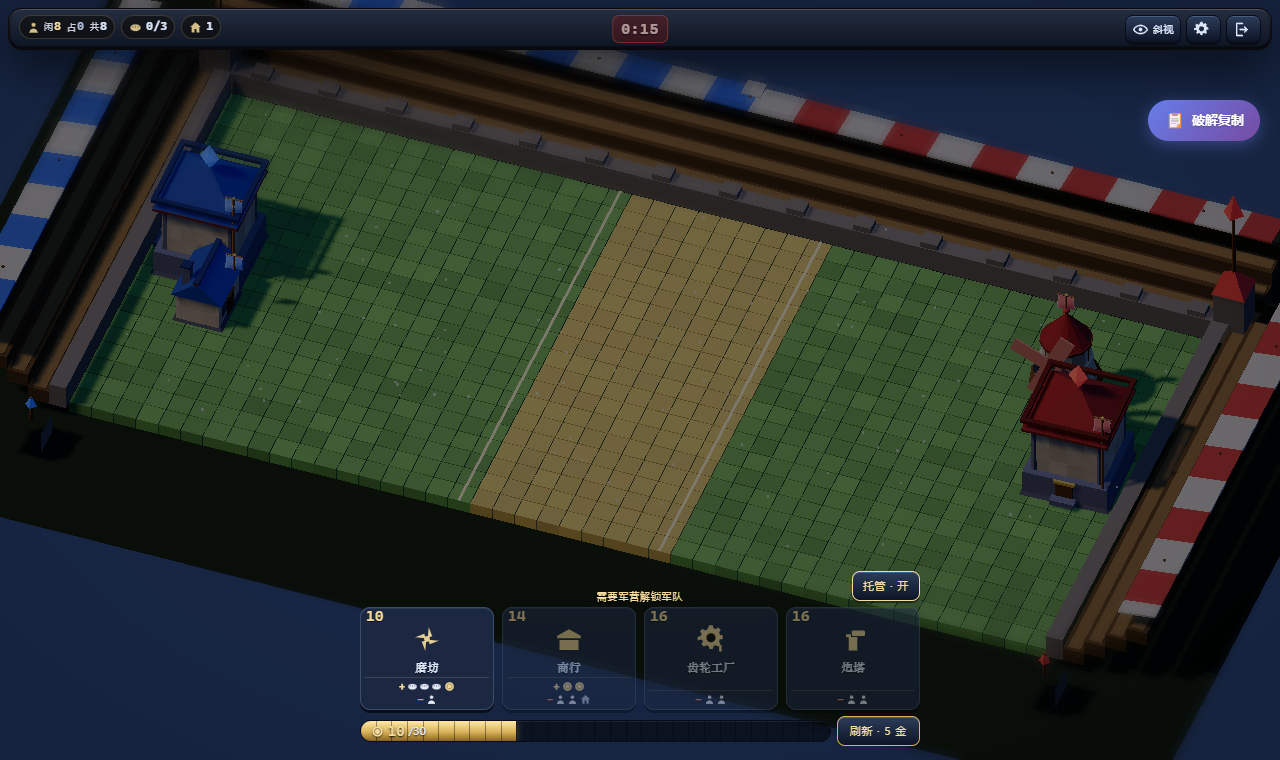 闲8 占0 共8
0/3
1
0:15
斜视
破解复制
托管 · 开
需要军营解锁军队
10
磨坊
14
商行
16
齿轮工厂
16
炮塔
10 /30
刷新 · 5 金